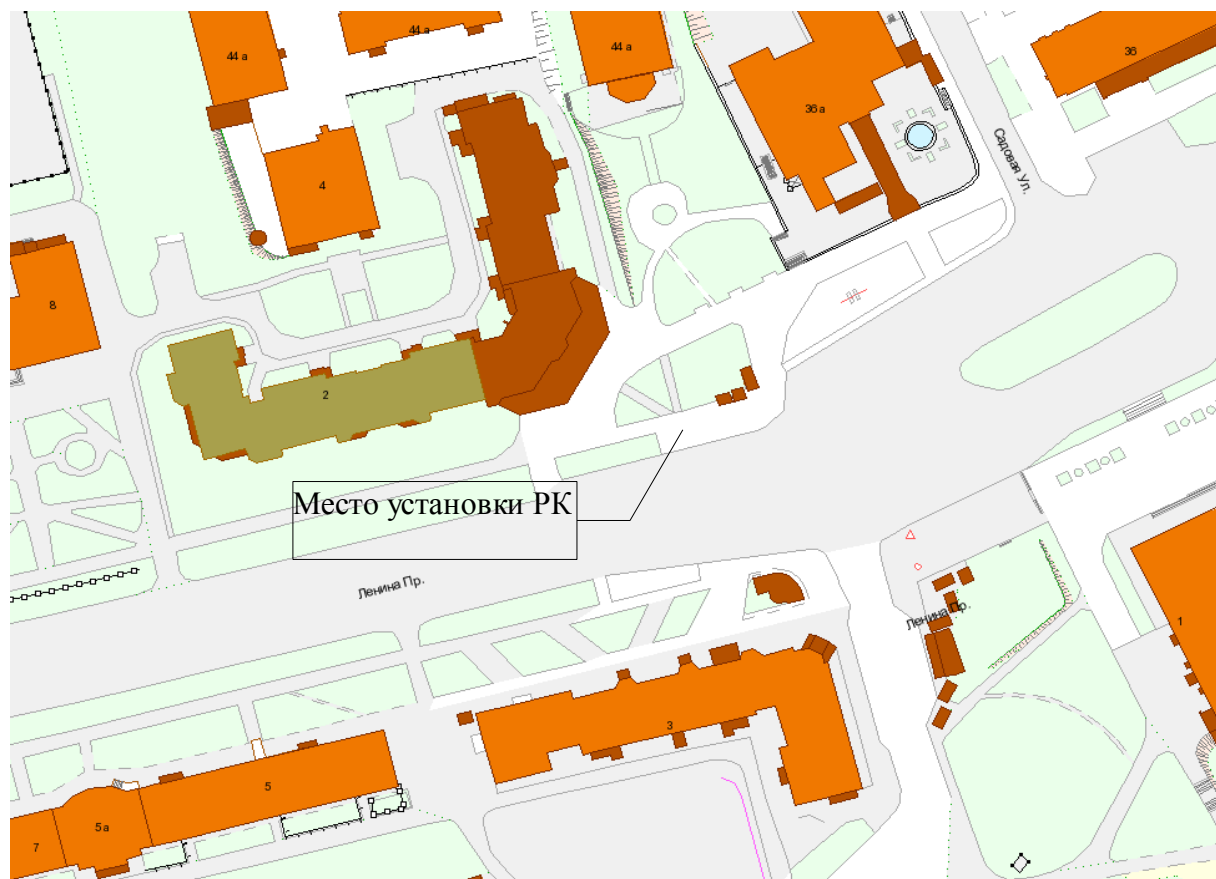 44 а
44 а
44 а
36
36 а
4
Садовая Ул.
8
2
Место установки РК
Ленина Пр.
Ленина Пр.
1
3
5
5 а
7